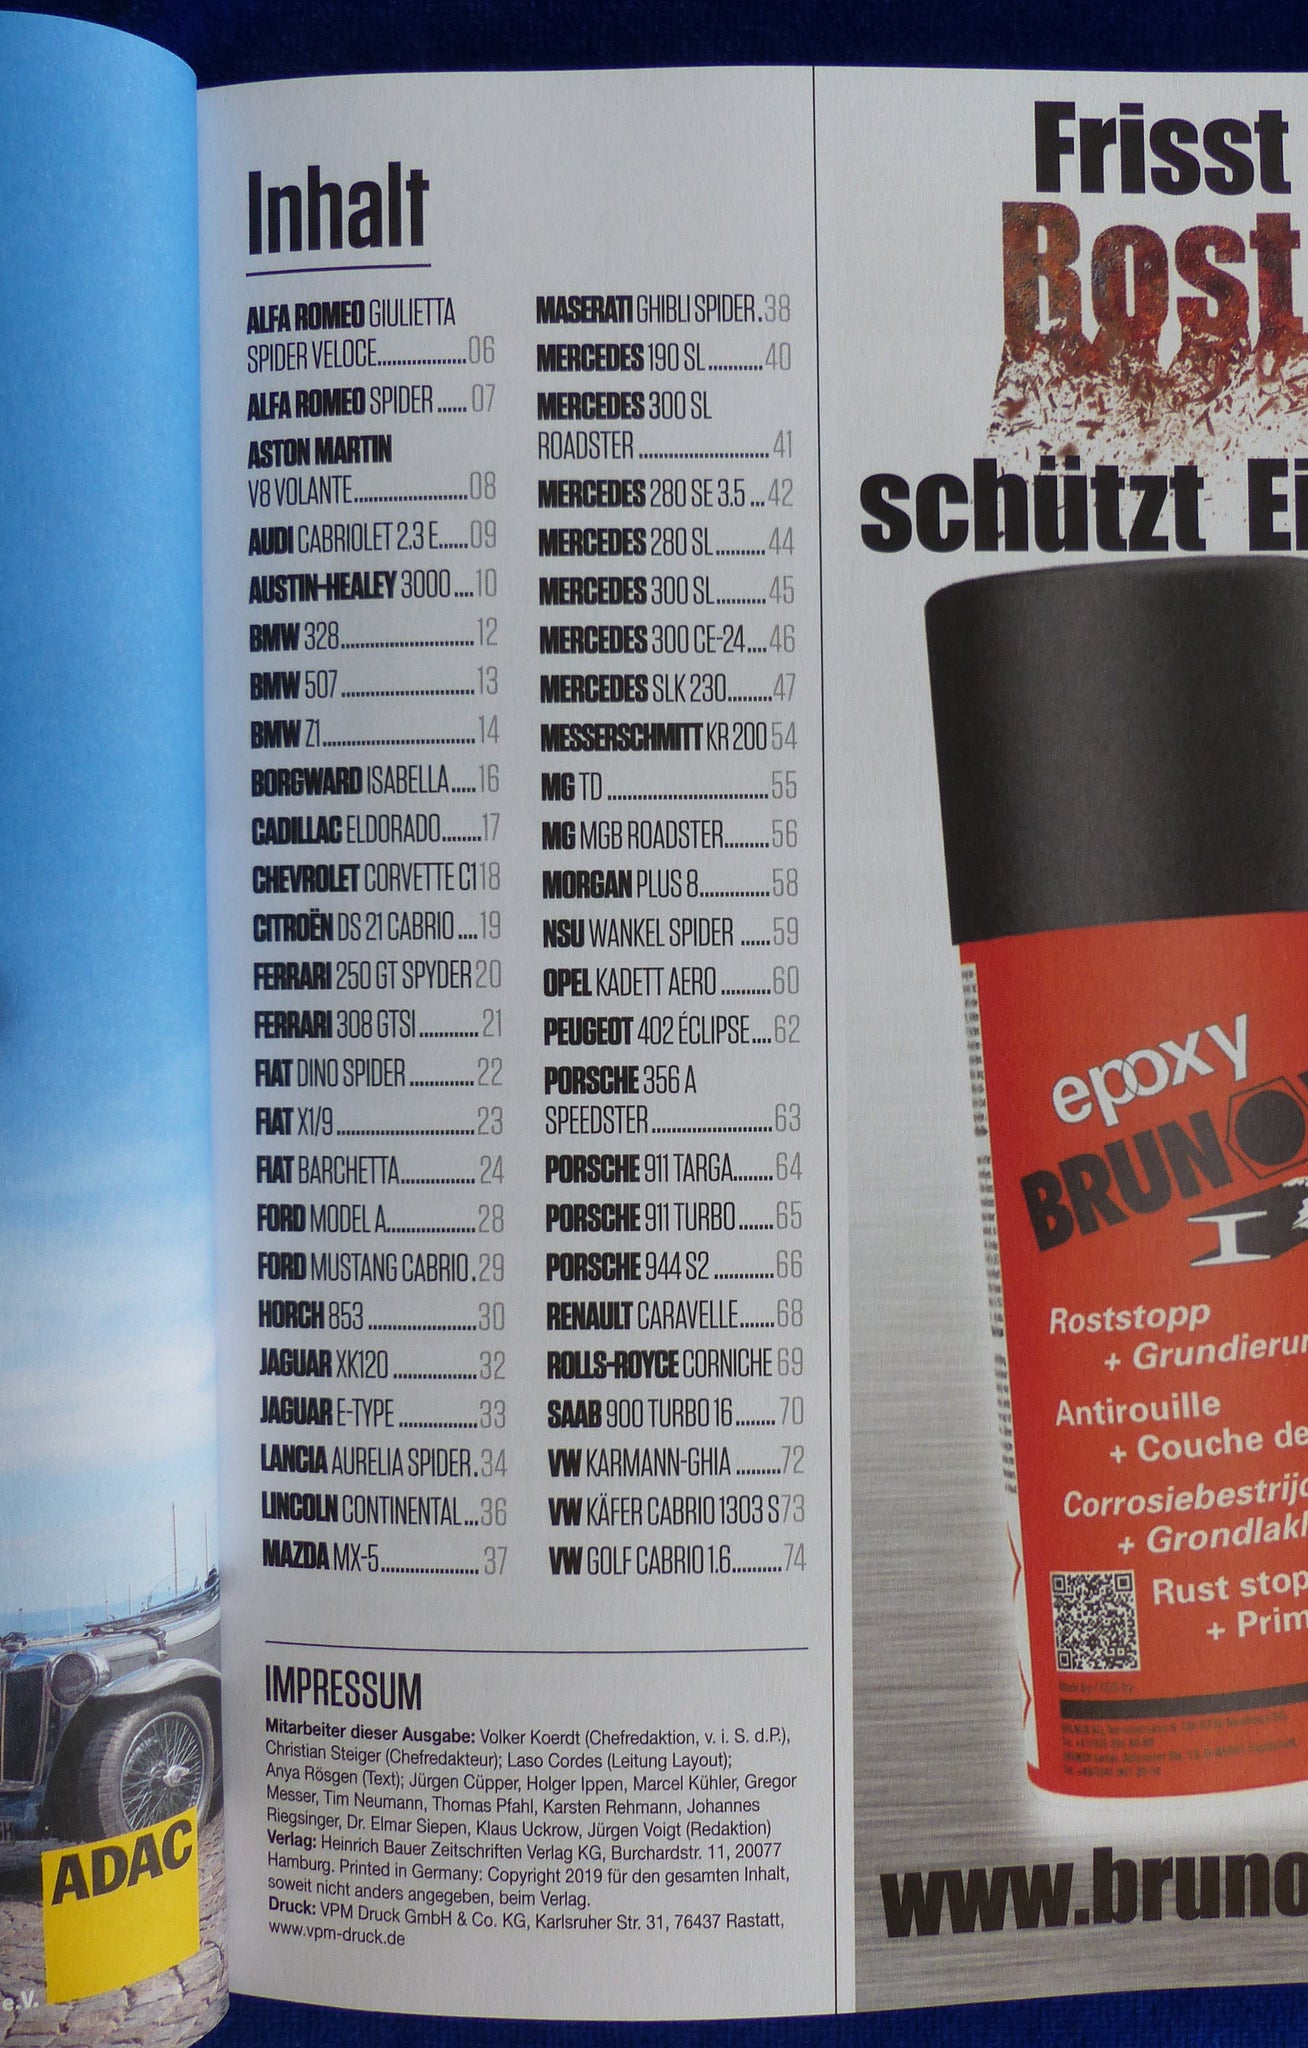 Inhalt
ALFA ROMEO GIULIETTA
SPIDER VELOCE..................06
ALFA ROMEO SPIDER ......07
ASTON MARTIN
V8 VOLANTE.......................08
AUDI CABRIOLET 2.3 E......09
AUSTIN-HEALEY 3000....10
BMW 328...........................12
BMW 507...........................13
BMW Z1...............................14
BORGWARD ISABELLA.....16
CADILLAC ELDORADO........17
CHEVROLET CORVETTE C118
CITROËN DS 21 CABRIO ....19
FERRARI 250 GT SPYDER20
FERRARI 308 GTSI............21
FIAT DINO SPIDER .............22
FIAT X1/9............................23
FIAT BARCHETTA...............24
FORD MODEL A..................28
FORD MUSTANG CABRIO.29
HORCH 853......................30
JAGUAR XK120 .................32
JAGUAR E-TYPE ................33
LANCIA AURELIA SPIDER.34
LINCOLN CONTINENTAL...36
MAZDA MX-5....................37
MASERATI GHIBLI SPIDER.38
MERCEDES 190 SL...........40
MERCEDES 300 SL
ROADSTER ..........................41
MERCEDES 280 SE 3.5 ...42
MERCEDES 280 SL..........44
MERCEDES 300 SL..........45
MERCEDES 300 CE-24....46
MERCEDES SLK 230.........47
MESSERSCHMITT KR 200 54
MG TD ................................55
MG MGB ROADSTER.........56
MORGAN PLUS 8..............58
NSU WANKEL SPIDER ......59
OPEL KADETT AERO ..........60
PEUGEOT 402 ÉCLIPSE....62
PORSCHE 356 A
SPEEDSTER........................63
PORSCHE 911 TARGA........64
PORSCHE 911 TURBO.......65
PORSCHE 944 S2 ............66
RENAULT CARAVELLE.......68
ROLLS-ROYCE CORNICHE 69
SAAB 900 TURBO 16........70
VW KARMANN-GHIA .........72
VW KÄFER CABRIO 1303 S73
VW GOLF CABRIO 1.6..........74
IMPRESSUM
Mitarbeiter dieser Ausgabe: Volker Koerdt (Chefredaktion, v. i. S. d.P.),
Christian Steiger (Chefredakteur); Laso Cordes (Leitung Layout);
Anya Rösgen (Text); Jürgen Cüpper, Holger Ippen, Marcel Kühler, Gregor
Messer, Tim Neumann, Thomas Pfahl, Karsten Rehmann, Johannes
Riegsinger, Dr. Elmar Siepen, Klaus Uckrow, Jürgen Voigt (Redaktion)
Verlag: Heinrich Bauer Zeitschriften Verlag KG, Burchardstr. 11, 20077
Hamburg. Printed in Germany: Copyright 2019 für den gesamten Inhalt,
soweit nicht anders angegeben, beim Verlag.
Druck: VPM Druck GmbH & Co. KG, Karlsruher Str. 31, 76437 Rastatt,
www.vpm-druck.de
ADAC
e.V.
Frisst
Rost
schützt Ei
epoxy
BRUNO
Roststopp
+ Grundierun
Antirouille
+ Couche de
Corrosiebestrijd
+ Grondlak
Rust stop
+ Prim
www.bruno